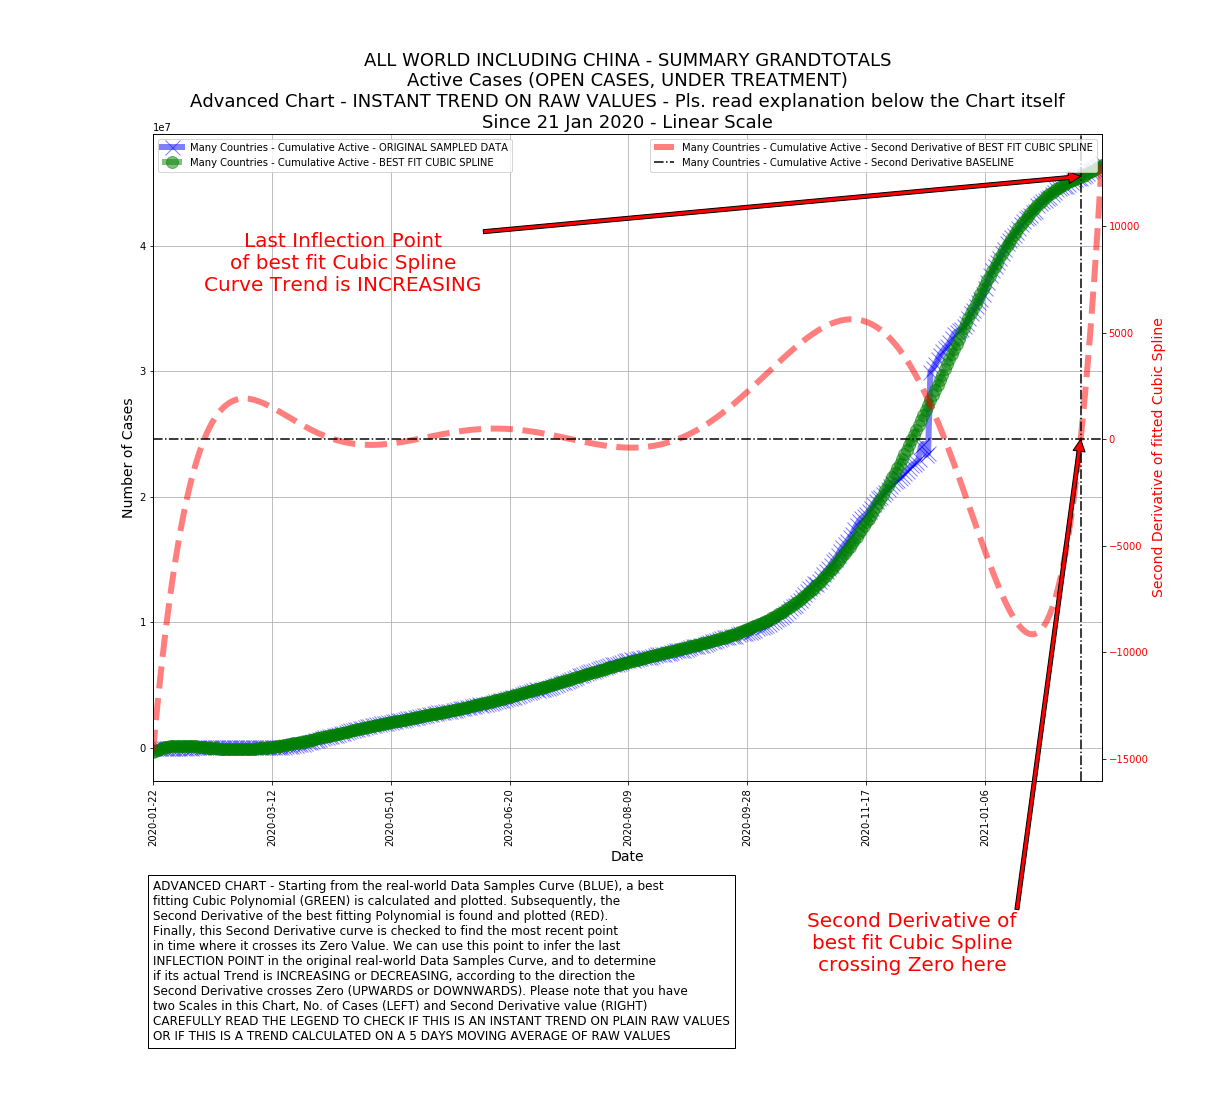 ALL WORLD INCLUDING CHINA - SUMMARY GRANDTOTALS
Active Cases (OPEN CASES, UNDER TREATMENT)
Advanced Chart - INSTANT TREND ON RAW VALUES - Pls. read explanation below the Chart itself
Since 21 Jan 2020 - Linear Scale
1e7
Many Countries - Cumulative Active - ORIGINAL SAMPLED DATA
Many Countries - Cumulative Active - BEST FIT CUBIC SPLINE
Many Countries - Cumulative Active - Second Derivative of BEST FIT CUBIC SPLINE
Many Countries - Cumulative Active - Second Derivative BASELINE
Last Inflection Point
of best fit Cubic Spline
Curve Trend is INCREASING
Number of Cases
4
3
2
1
0
10000
5000
0
−5000
−10000
−15000
Second Derivative of fitted Cubic Spline
2020-01-22
2020-03-12
2020-05-01
2020-06-20
2020-08-09
2020-09-28
2020-11-17
2021-01-06
Date
ADVANCED CHART - Starting from the real-world Data Samples Curve (BLUE), a best
fitting Cubic Polynomial (GREEN) is calculated and plotted. Subsequently, the
Second Derivative of the best fitting Polynomial is found and plotted (RED).
Finally, this Second Derivative curve is checked to find the most recent point
in time where it crosses its Zero Value. We can use this point to infer the last
INFLECTION POINT in the original real-world Data Samples Curve, and to determine
if its actual Trend is INCREASING or DECREASING, according to the direction the
Second Derivative crosses Zero (UPWARDS or DOWNWARDS). Please note that you have
two Scales in this Chart, No. of Cases (LEFT) and Second Derivative value (RIGHT)
CAREFULLY READ THE LEGEND TO CHECK IF THIS IS AN INSTANT TREND ON PLAIN RAW VALUES
OR IF THIS IS A TREND CALCULATED ON A 5 DAYS MOVING AVERAGE OF RAW VALUES
Second Derivative of
best fit Cubic Spline
crossing Zero here